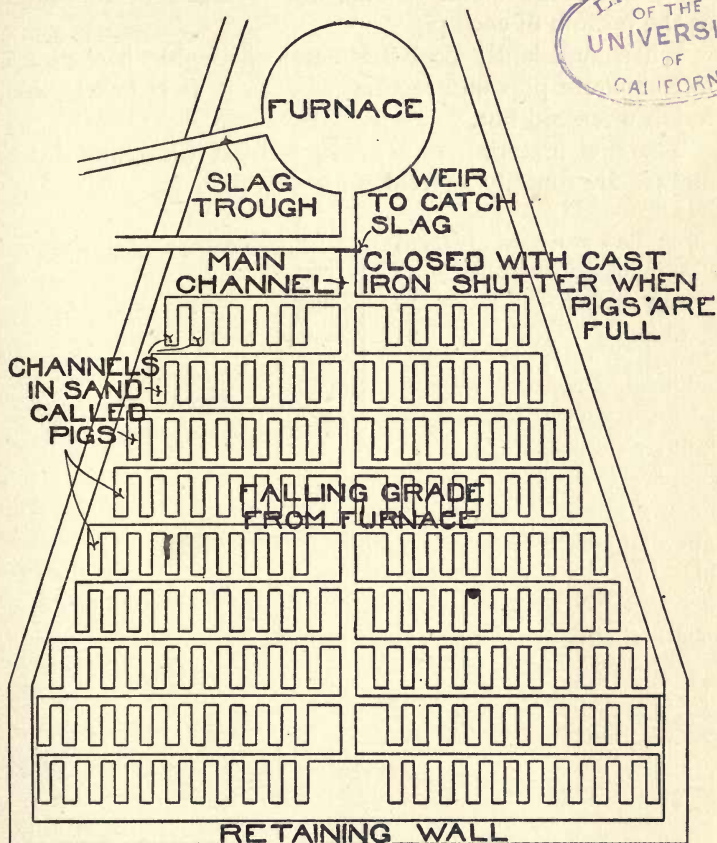 OF THE
UNIVERSI
OF
CALIFORN
FURNACE
SLAG
TROUGH
WEIR
TO CATCH
SLAG
MAIN
CHANNEL
CLOSED WITH CAST
IRON SHUTTER WHEN
PIGS ARE
FULL
CHANNELS
IN SAND
CALLED
PIGS
FALLING GRADE
FROM FURNACE
RETAINING WALL